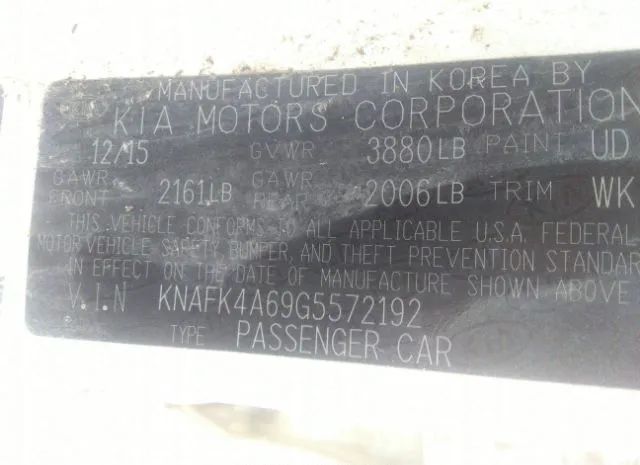 MANUFACTURED IN KOREA BY
KIA MOTORS CORPORATION
12/15 GVWR 3880LB PAINT UD
GAWR FRONT 2161LB GAWR REAR 2006LB TRIM WK
THIS VEHICLE CONFORMS TO ALL APPLICABLE U.S.A. FEDERAL
MOTOR VEHICLE SAFETY, BUMPER, AND THEFT PREVENTION STANDAR
IN EFFECT ON THE DATE OF MANUFACTURE SHOWN ABOVE
V.I.N KNAFK4A69G5572192
TYPE PASSENGER CAR